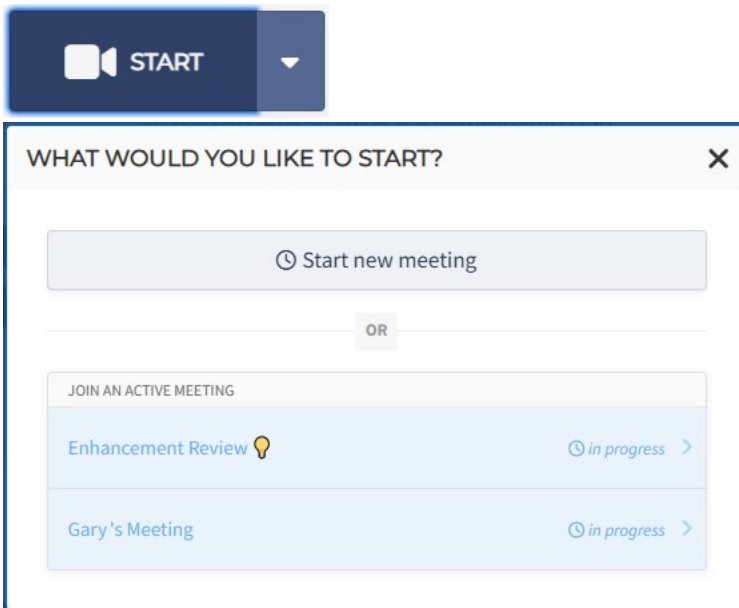 START
WHAT WOULD YOU LIKE TO START?
Start new meeting
OR
JOIN AN ACTIVE MEETING
Enhancement Review💡 in progress
Gary's Meeting in progress